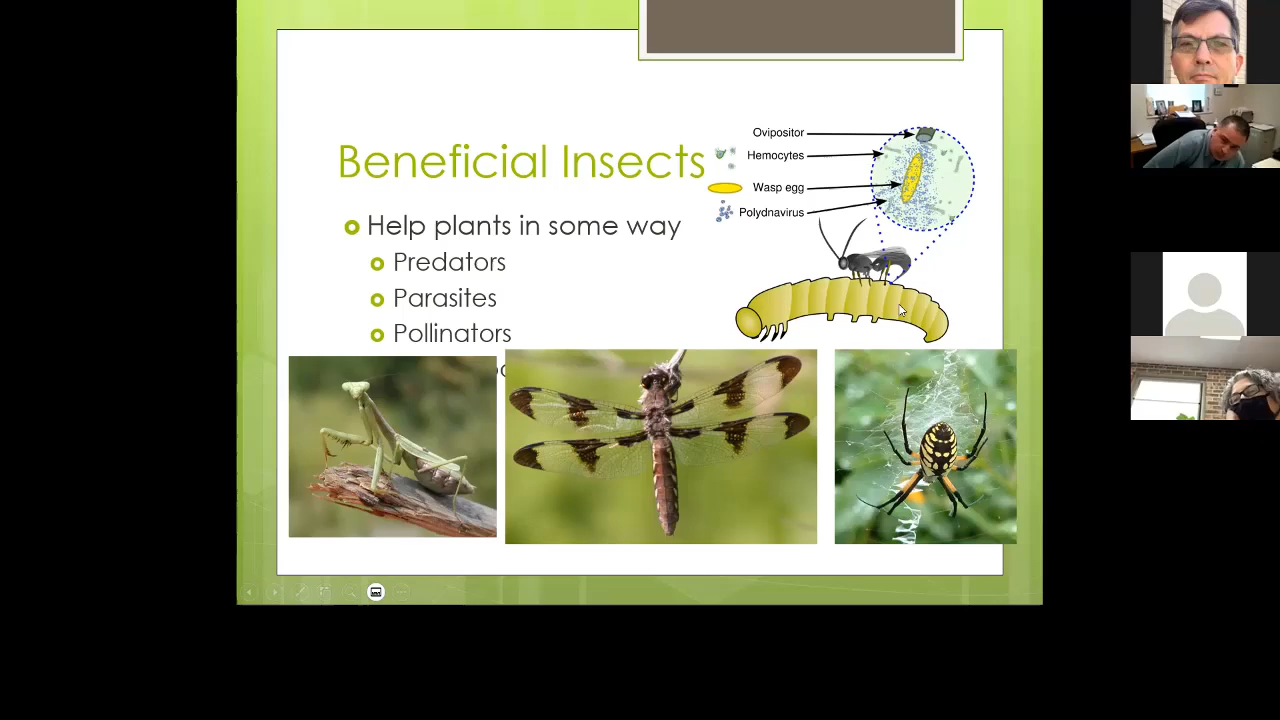 Beneficial Insects
Help plants in some way
Predators
Parasites
Pollinators
Ovipositor
Hemocytes
Wasp egg
Polydnavirus